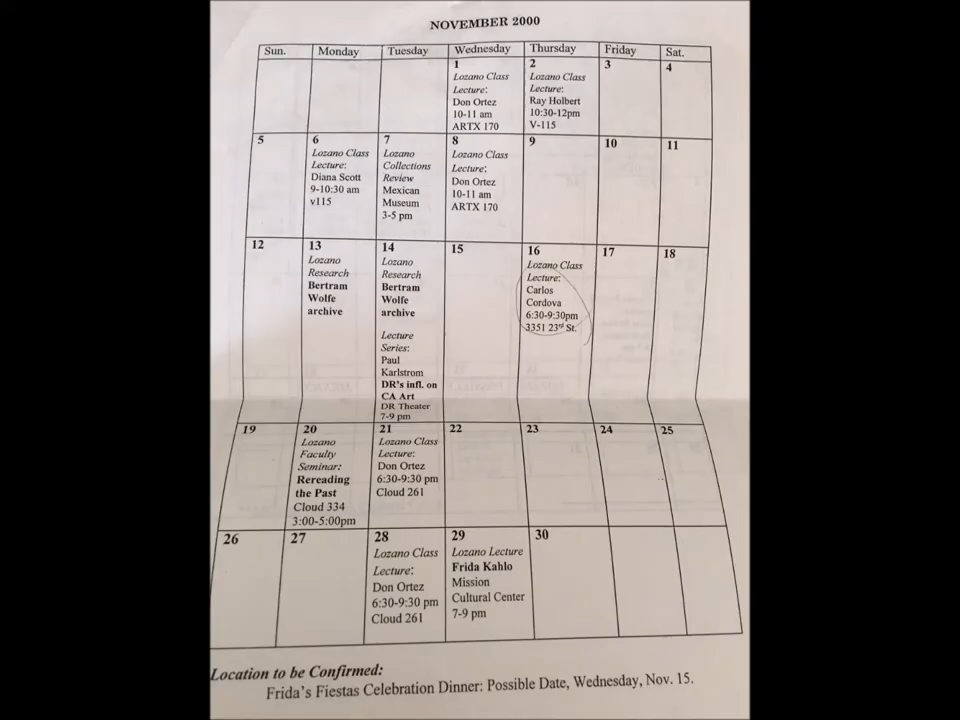 NOVEMBER 2000
Sun. Monday Tuesday Wednesday Thursday Friday Sat.
1
Lozano Class
Lecture:
Don Ortez
10-11 am
ARTX 170
2
Lozano Class
Lecture:
Ray Holbert
10:30-12pm
V-115
3
4
5
6
Lozano Class
Lecture:
Diana Scott
9-10:30 am
v115
7
Lozano
Collections
Review
Mexican
Museum
3-5 pm
8
Lozano Class
Lecture:
Don Ortez
10-11 am
ARTX 170
9
10
11
12
13
Lozano
Research
Bertram
Wolfe
archive
14
Lozano
Research
Bertram
Wolfe
archive
Lecture
Series:
Paul
Karlstrom
DR's infl. on
CA Art
DR Theater
7-9 pm
15
16
Lozano Class
Lecture:
Carlos
Cordova
6:30-9:30pm
3351 23rd St.
17
18
19
20
Lozano
Faculty
Seminar:
Rereading
the Past
Cloud 334
3:00-5:00pm
21
Lozano Class
Lecture:
Don Ortez
6:30-9:30 pm
Cloud 261
22
23
24
25
26
27
28
Lozano Class
Lecture:
Don Ortez
6:30-9:30 pm
Cloud 261
29
Lozano Lecture
Frida Kahlo
Mission
Cultural Center
7-9 pm
30
Location to be Confirmed:
Frida's Fiestas Celebration Dinner: Possible Date, Wednesday, Nov. 15.